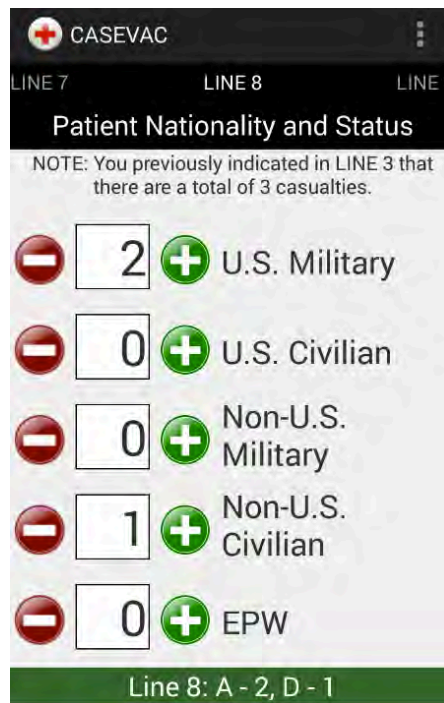 CASEVAC
LINE 7 LINE 8 LINE
Patient Nationality and Status
NOTE: You previously indicated in LINE 3 that
there are a total of 3 casualties.
2 U.S. Military
0 U.S. Civilian
0 Non-U.S.
Military
1 Non-U.S.
Civilian
0 EPW
Line 8: A - 2, D - 1